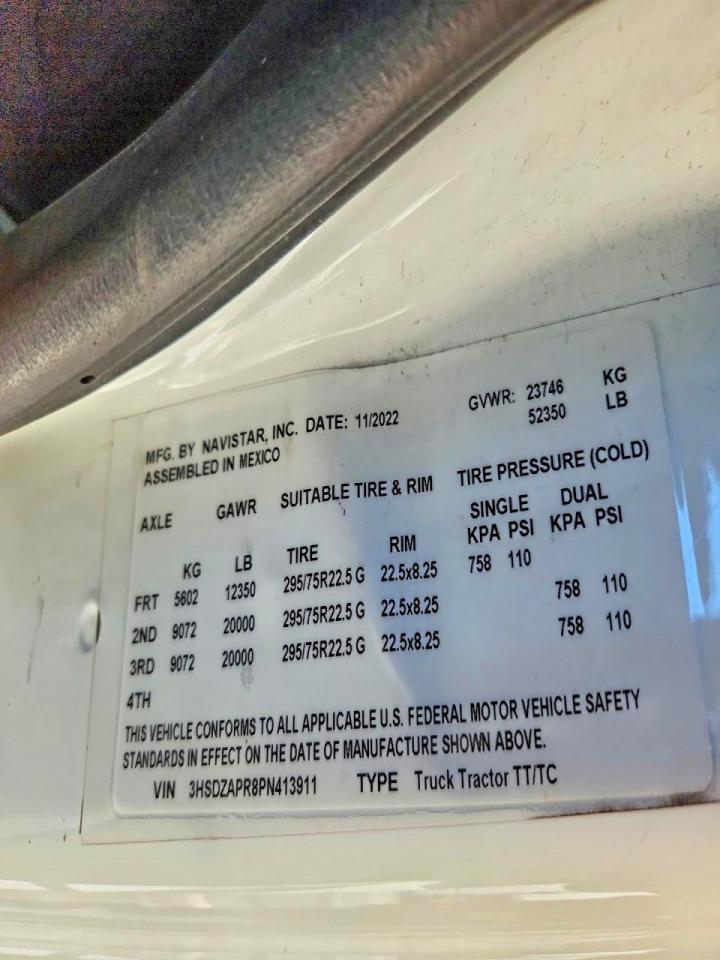 MFG. BY NAVISTAR, INC. DATE: 11/2022 GVWR: 23746 KG
ASSEMBLED IN MEXICO 52350 LB
AXLE GAWR SUITABLE TIRE & RIM TIRE PRESSURE (COLD)
SINGLE DUAL
KG LB TIRE RIM KPA PSI KPA PSI
FRT 5602 12350 295/75R22.5 G 22.5x8.25 758 110
2ND 9072 20000 295/75R22.5 G 22.5x8.25 758 110
3RD 9072 20000 295/75R22.5 G 22.5x8.25 758 110
4TH
THIS VEHICLE CONFORMS TO ALL APPLICABLE U.S. FEDERAL MOTOR VEHICLE SAFETY
STANDARDS IN EFFECT ON THE DATE OF MANUFACTURE SHOWN ABOVE.
VIN 3HSDZAPR8PN413911 TYPE Truck Tractor TT/TC